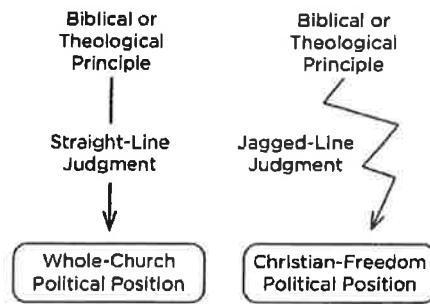 Biblical or
Theological
Principle
Straight-Line
Judgment
Whole-Church
Political Position
Biblical or
Theological
Principle
Jagged-Line
Judgment
Christian-Freedom
Political Position